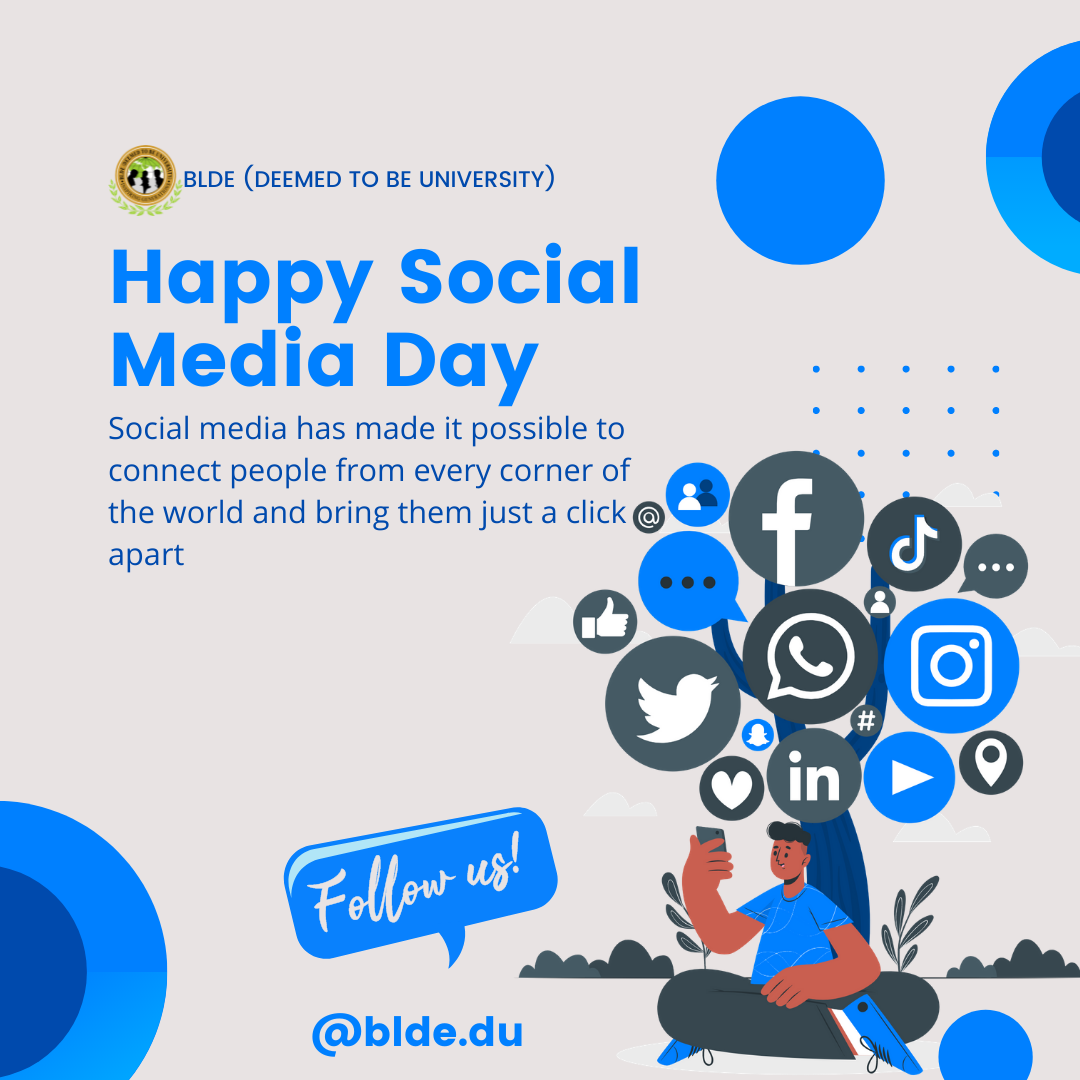 BLDE (DEEMED TO BE UNIVERSITY)
Happy Social
Media Day
Social media has made it possible to
connect people from every corner of
the world and bring them just a click
apart
@
#
in
Follow us!
@blde.du